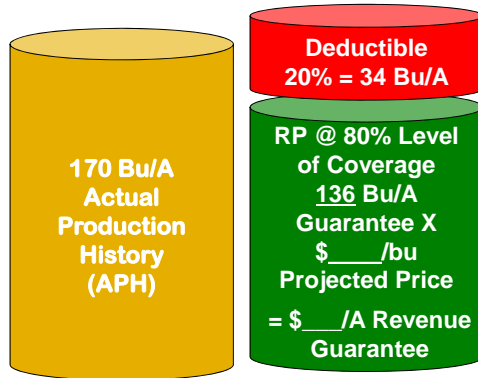 170 Bu/A
Actual
Production
History
(APH)
Deductible
20% = 34 Bu/A
RP @ 80% Level
of Coverage
136 Bu/A
Guarantee X
$____/bu
Projected Price
= $___/A Revenue
Guarantee